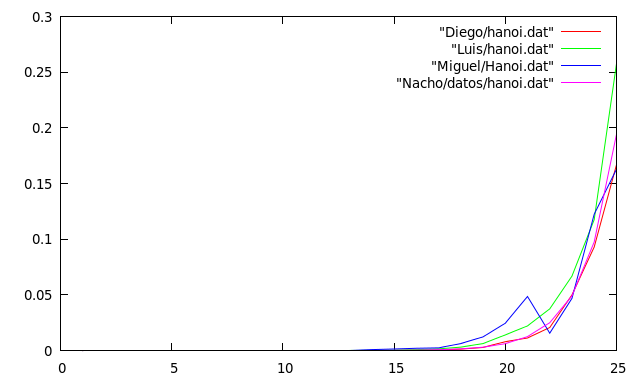 0.3
"Diego/hanoi.dat"
"Luis/hanoi.dat"
"Miguel/Hanoi.dat"
"Nacho/datos/hanoi.dat"
0.25
0.2
0.15
0.1
0.05
0
0 5 10 15 20 25